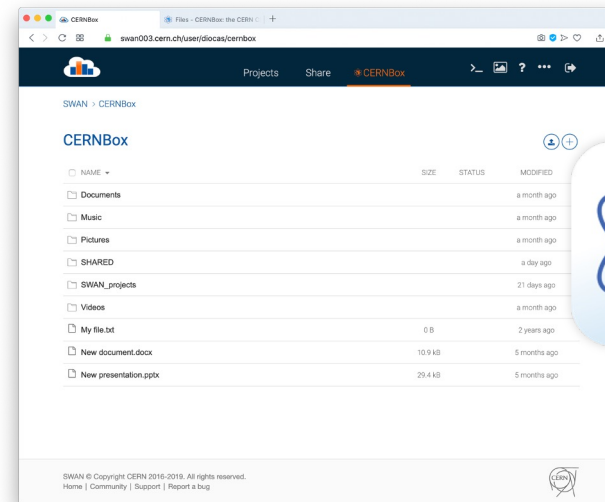 CERNBox
Files - CERNBox: the CERN C
swan003.cern.ch/user/diocas/cernbox
Projects Share CERNBox
SWAN > CERNBox
CERNBox
NAME SIZE STATUS MODIFIED
Documents a month ago
Music a month ago
Pictures a month ago
SHARED a day ago
SWAN_projects 21 days ago
Videos a month ago
My file.txt 0 B 2 years ago
New document.docx 10.9 kB 5 months ago
New presentation.pptx 29.4 kB 5 months ago
SWAN © Copyright CERN 2016-2019. All rights reserved.
Home | Community | Support | Report a bug
CERN